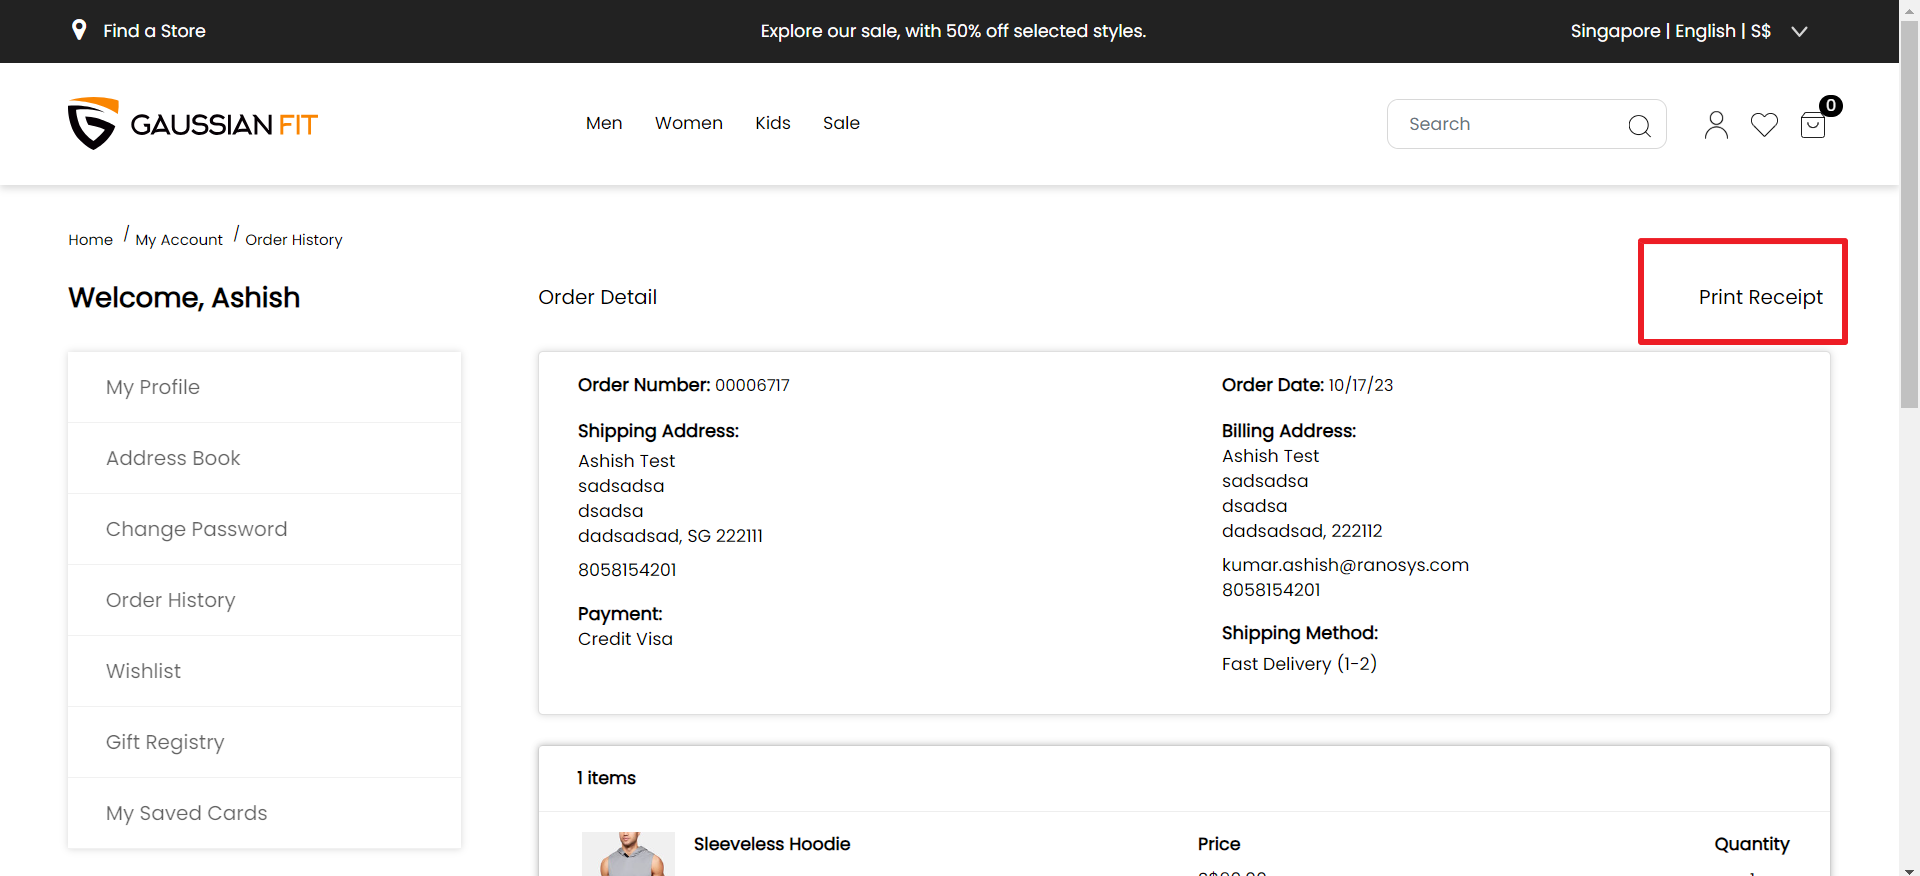 Find a Store
Explore our sale, with 50% off selected styles.
Singapore | English | S$
GAUSSIAN FIT
Men
Women
Kids
Sale
Search
0
Home / My Account / Order History
Welcome, Ashish
Order Detail
Print Receipt
My Profile
Address Book
Change Password
Order History
Wishlist
Gift Registry
My Saved Cards
Order Number: 00006717
Shipping Address:
Ashish Test
sadsadsa
dsadsa
dadsadsad, SG 222111
8058154201
Payment:
Credit Visa
Order Date: 10/17/23
Billing Address:
Ashish Test
sadsadsa
dsadsa
dadsadsad, 222112
kumar.ashish@ranosys.com
8058154201
Shipping Method:
Fast Delivery (1-2)
1 items
Sleeveless Hoodie
Price
Quantity